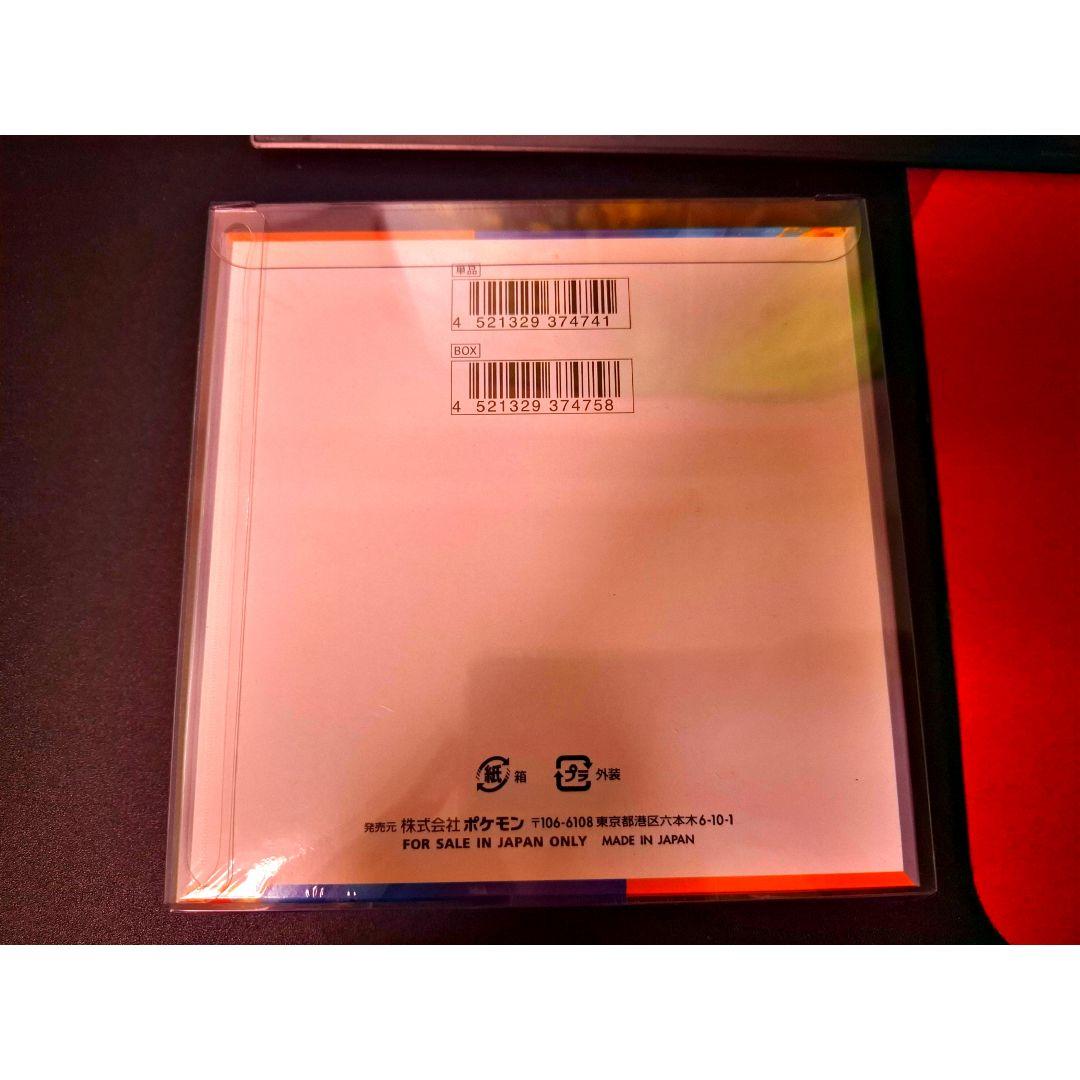 単品
4 521329 374741
BOX
4 521329 374758
紙 箱 プラ 外装
発売元 株式会社 ポケモン 〒106-6108 東京都港区六本木6-10-1
FOR SALE IN JAPAN ONLY MADE IN JAPAN